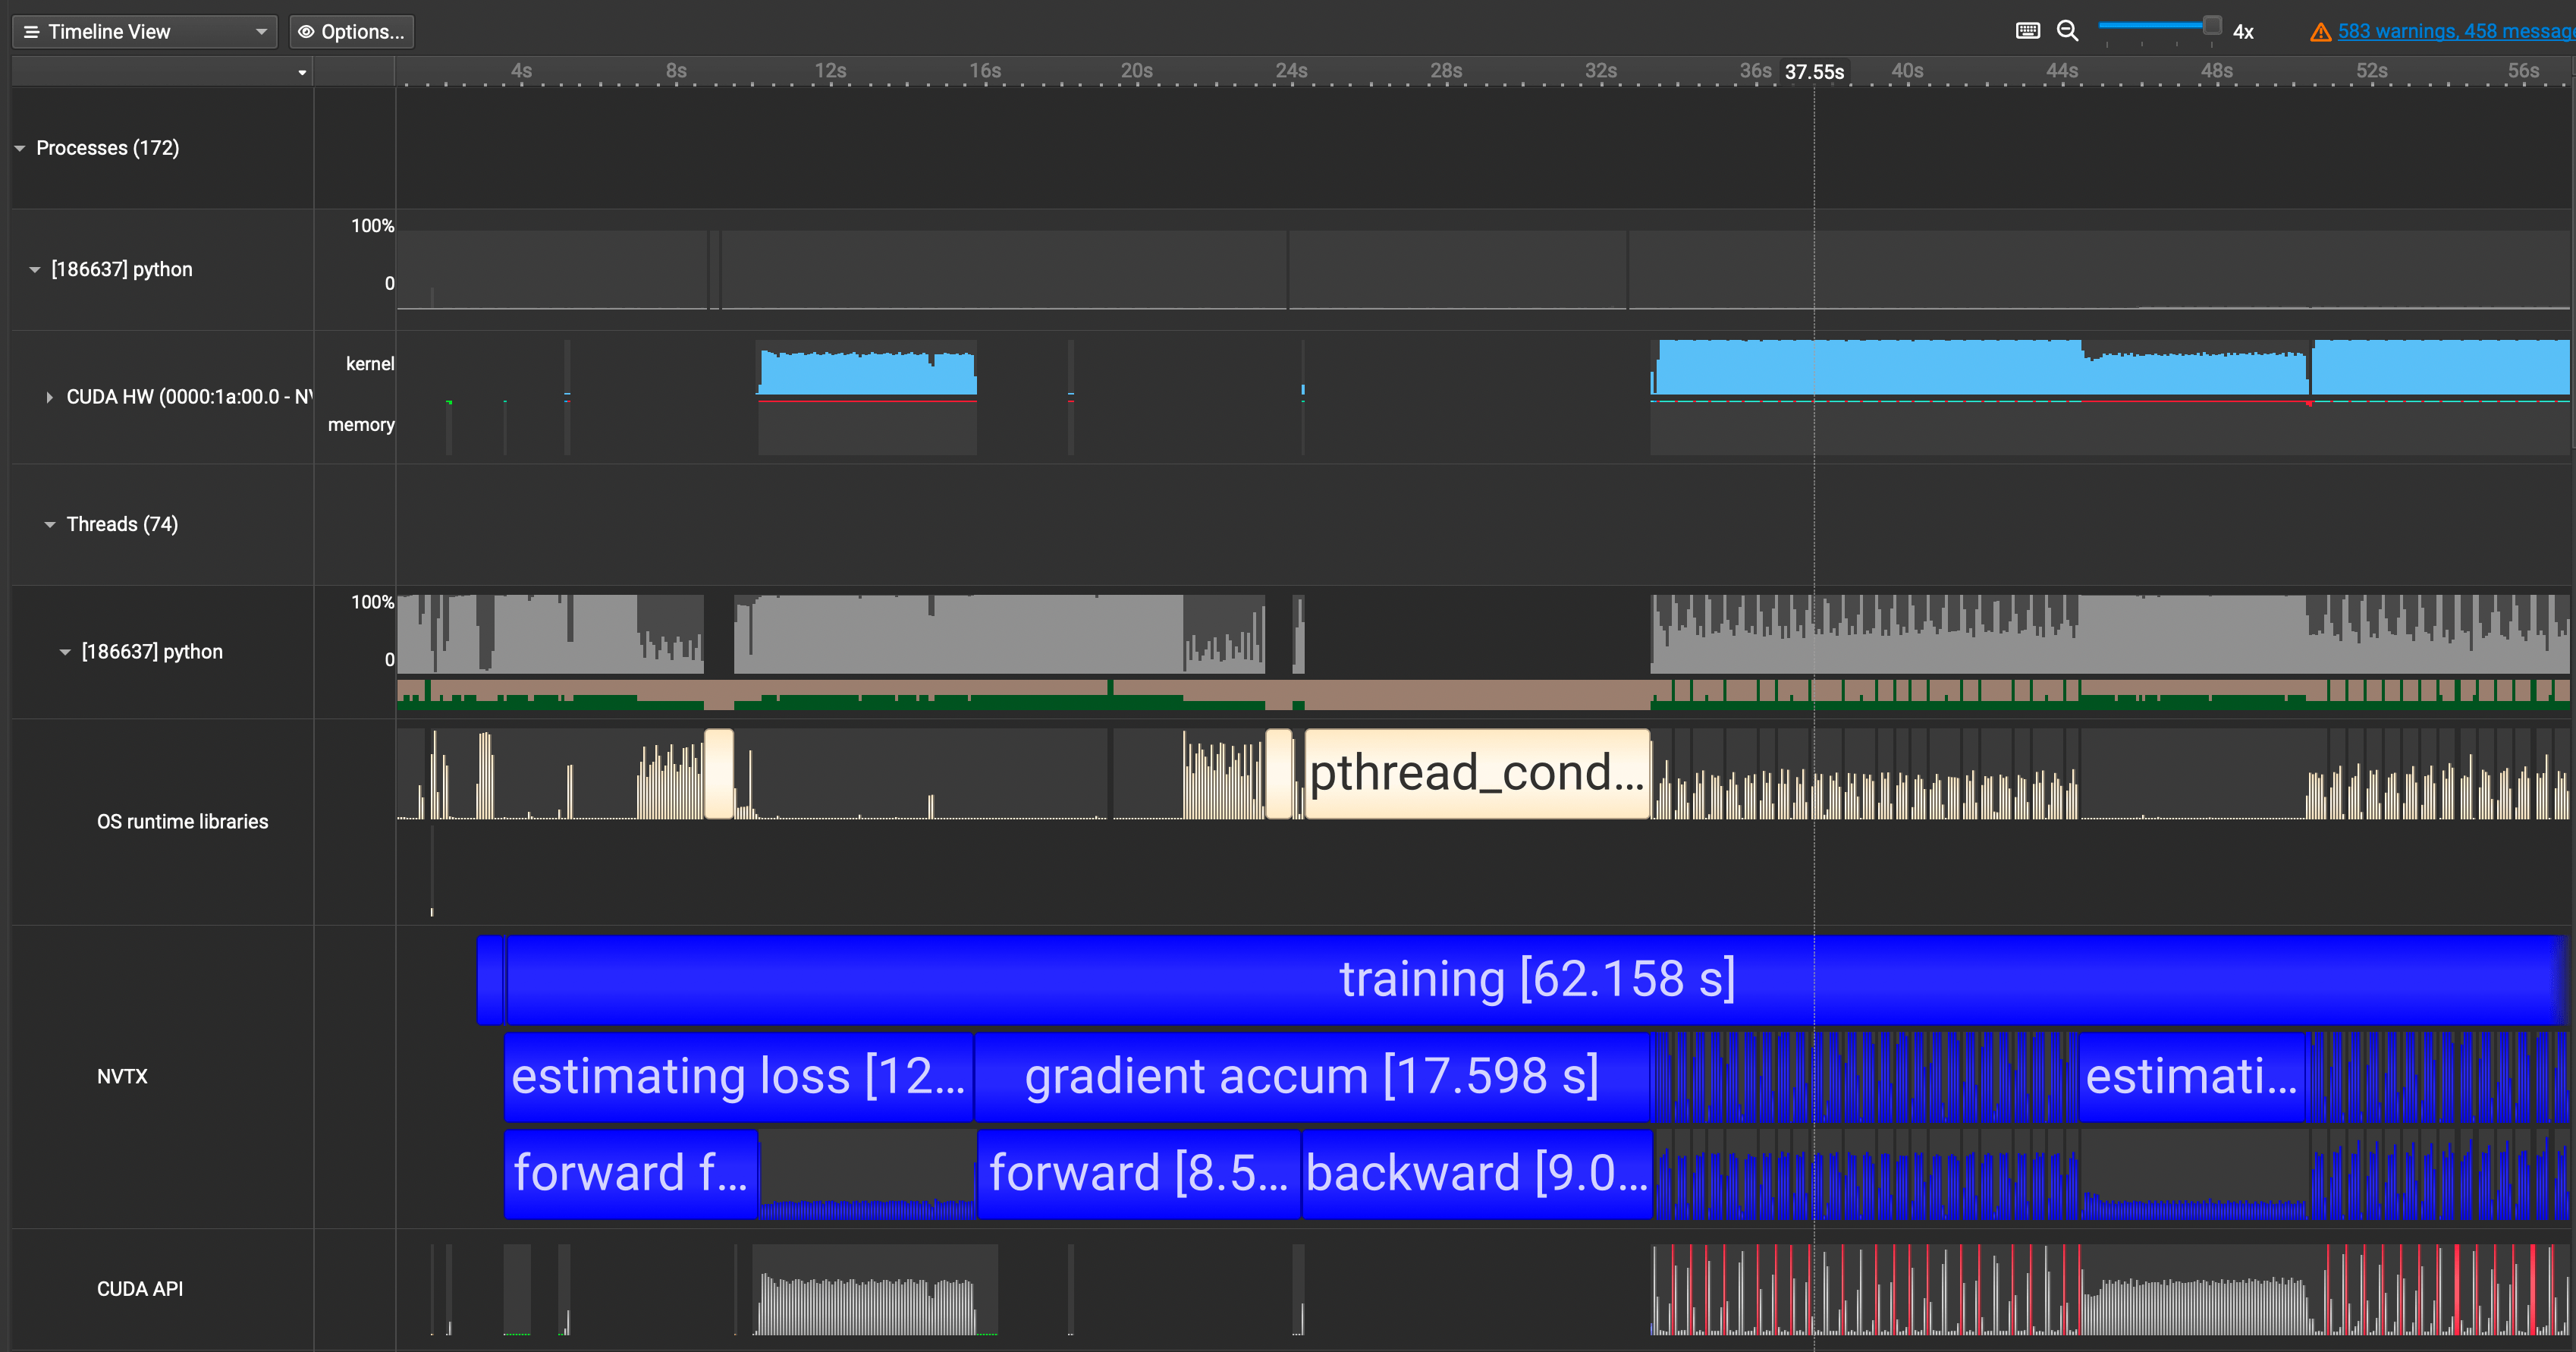 Timeline View
Options...
4x
583 warnings, 458 message
4s 8s 12s 16s 20s 24s 28s 32s 36s 37.55s 40s 44s 48s 52s 56s
Processes (172)
100%
[186637] python
0
kernel
CUDA HW (0000:1a:00.0 - N
memory
Threads (74)
100%
[186637] python
0
pthread_cond...
OS runtime libraries
training [62.158 s]
estimating loss [12... gradient accum [17.598 s] estimati...
NVTX
forward f... forward [8.5... backward [9.0...
CUDA API